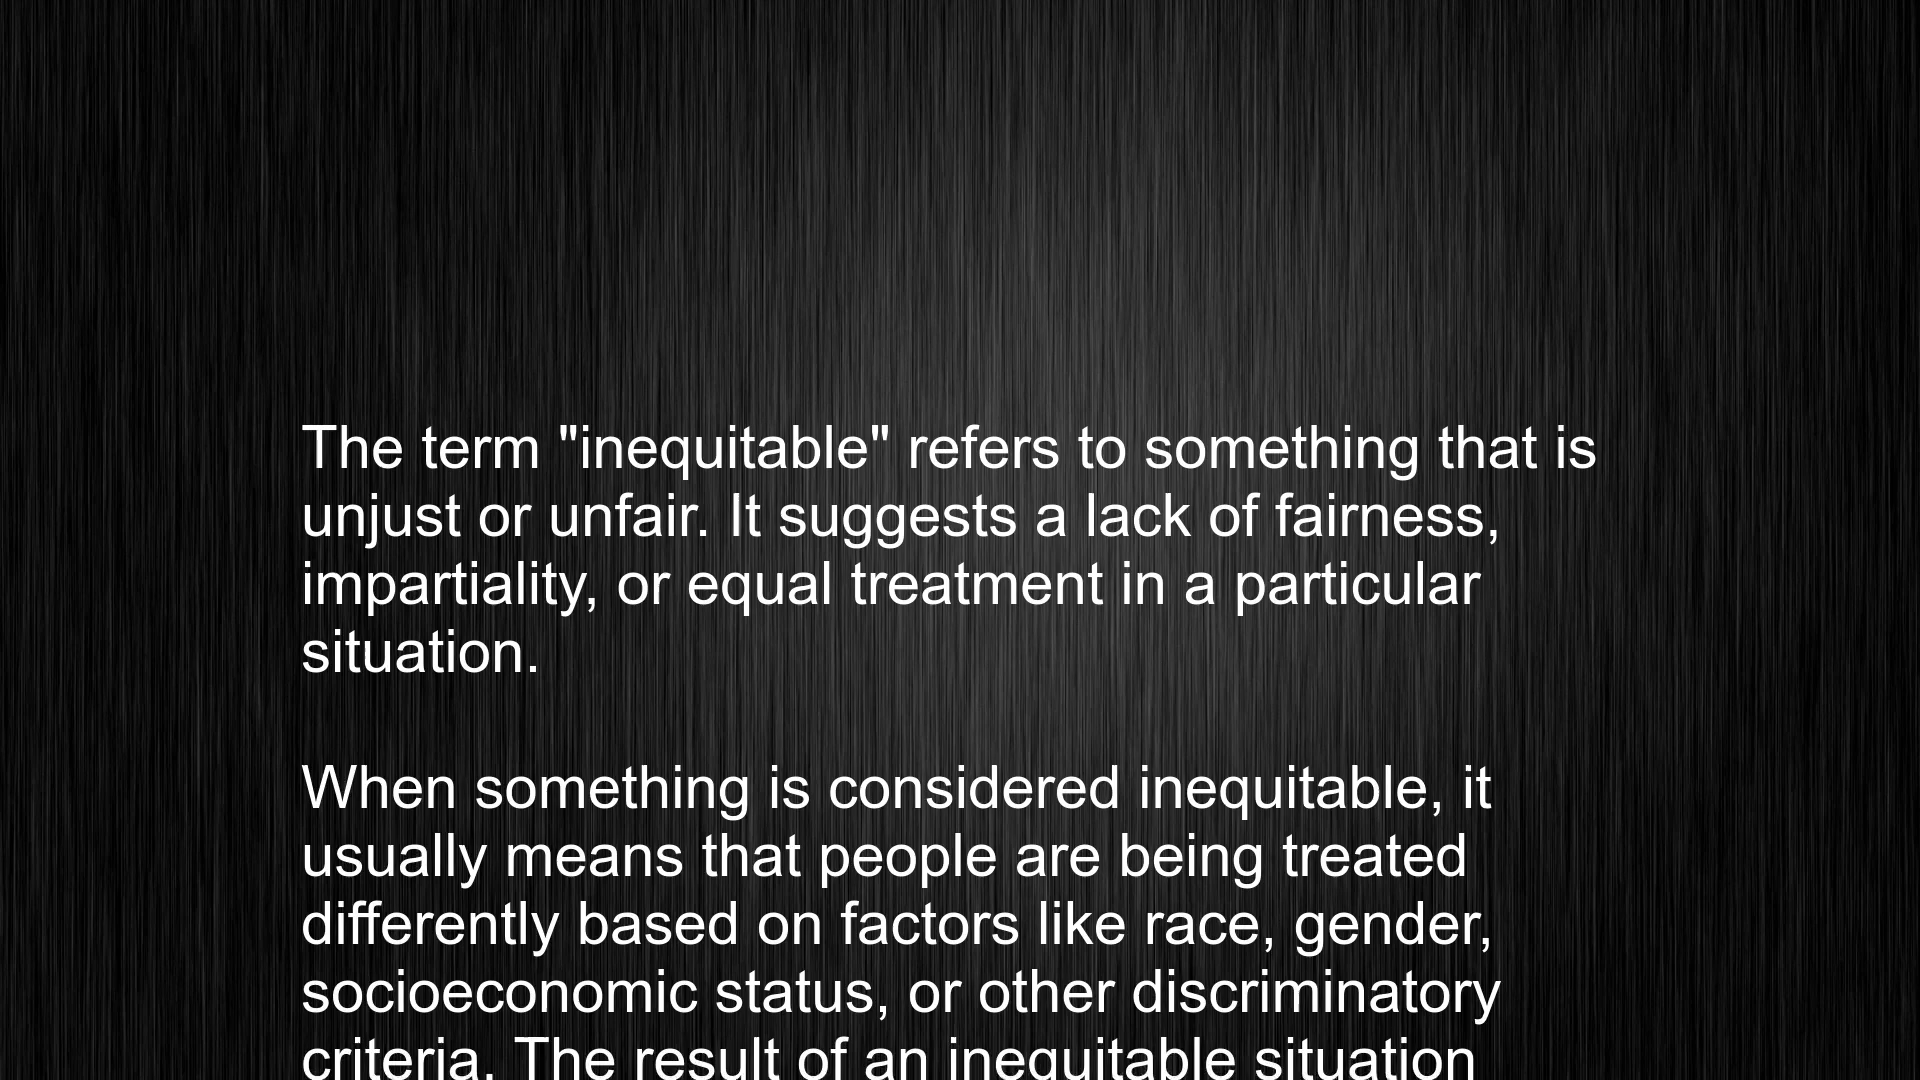 The term "inequitable" refers to something that is
unjust or unfair. It suggests a lack of fairness,
impartiality, or equal treatment in a particular
situation.
When something is considered inequitable, it
usually means that people are being treated
differently based on factors like race, gender,
socioeconomic status, or other discriminatory
criteria. The result of an inequitable situation